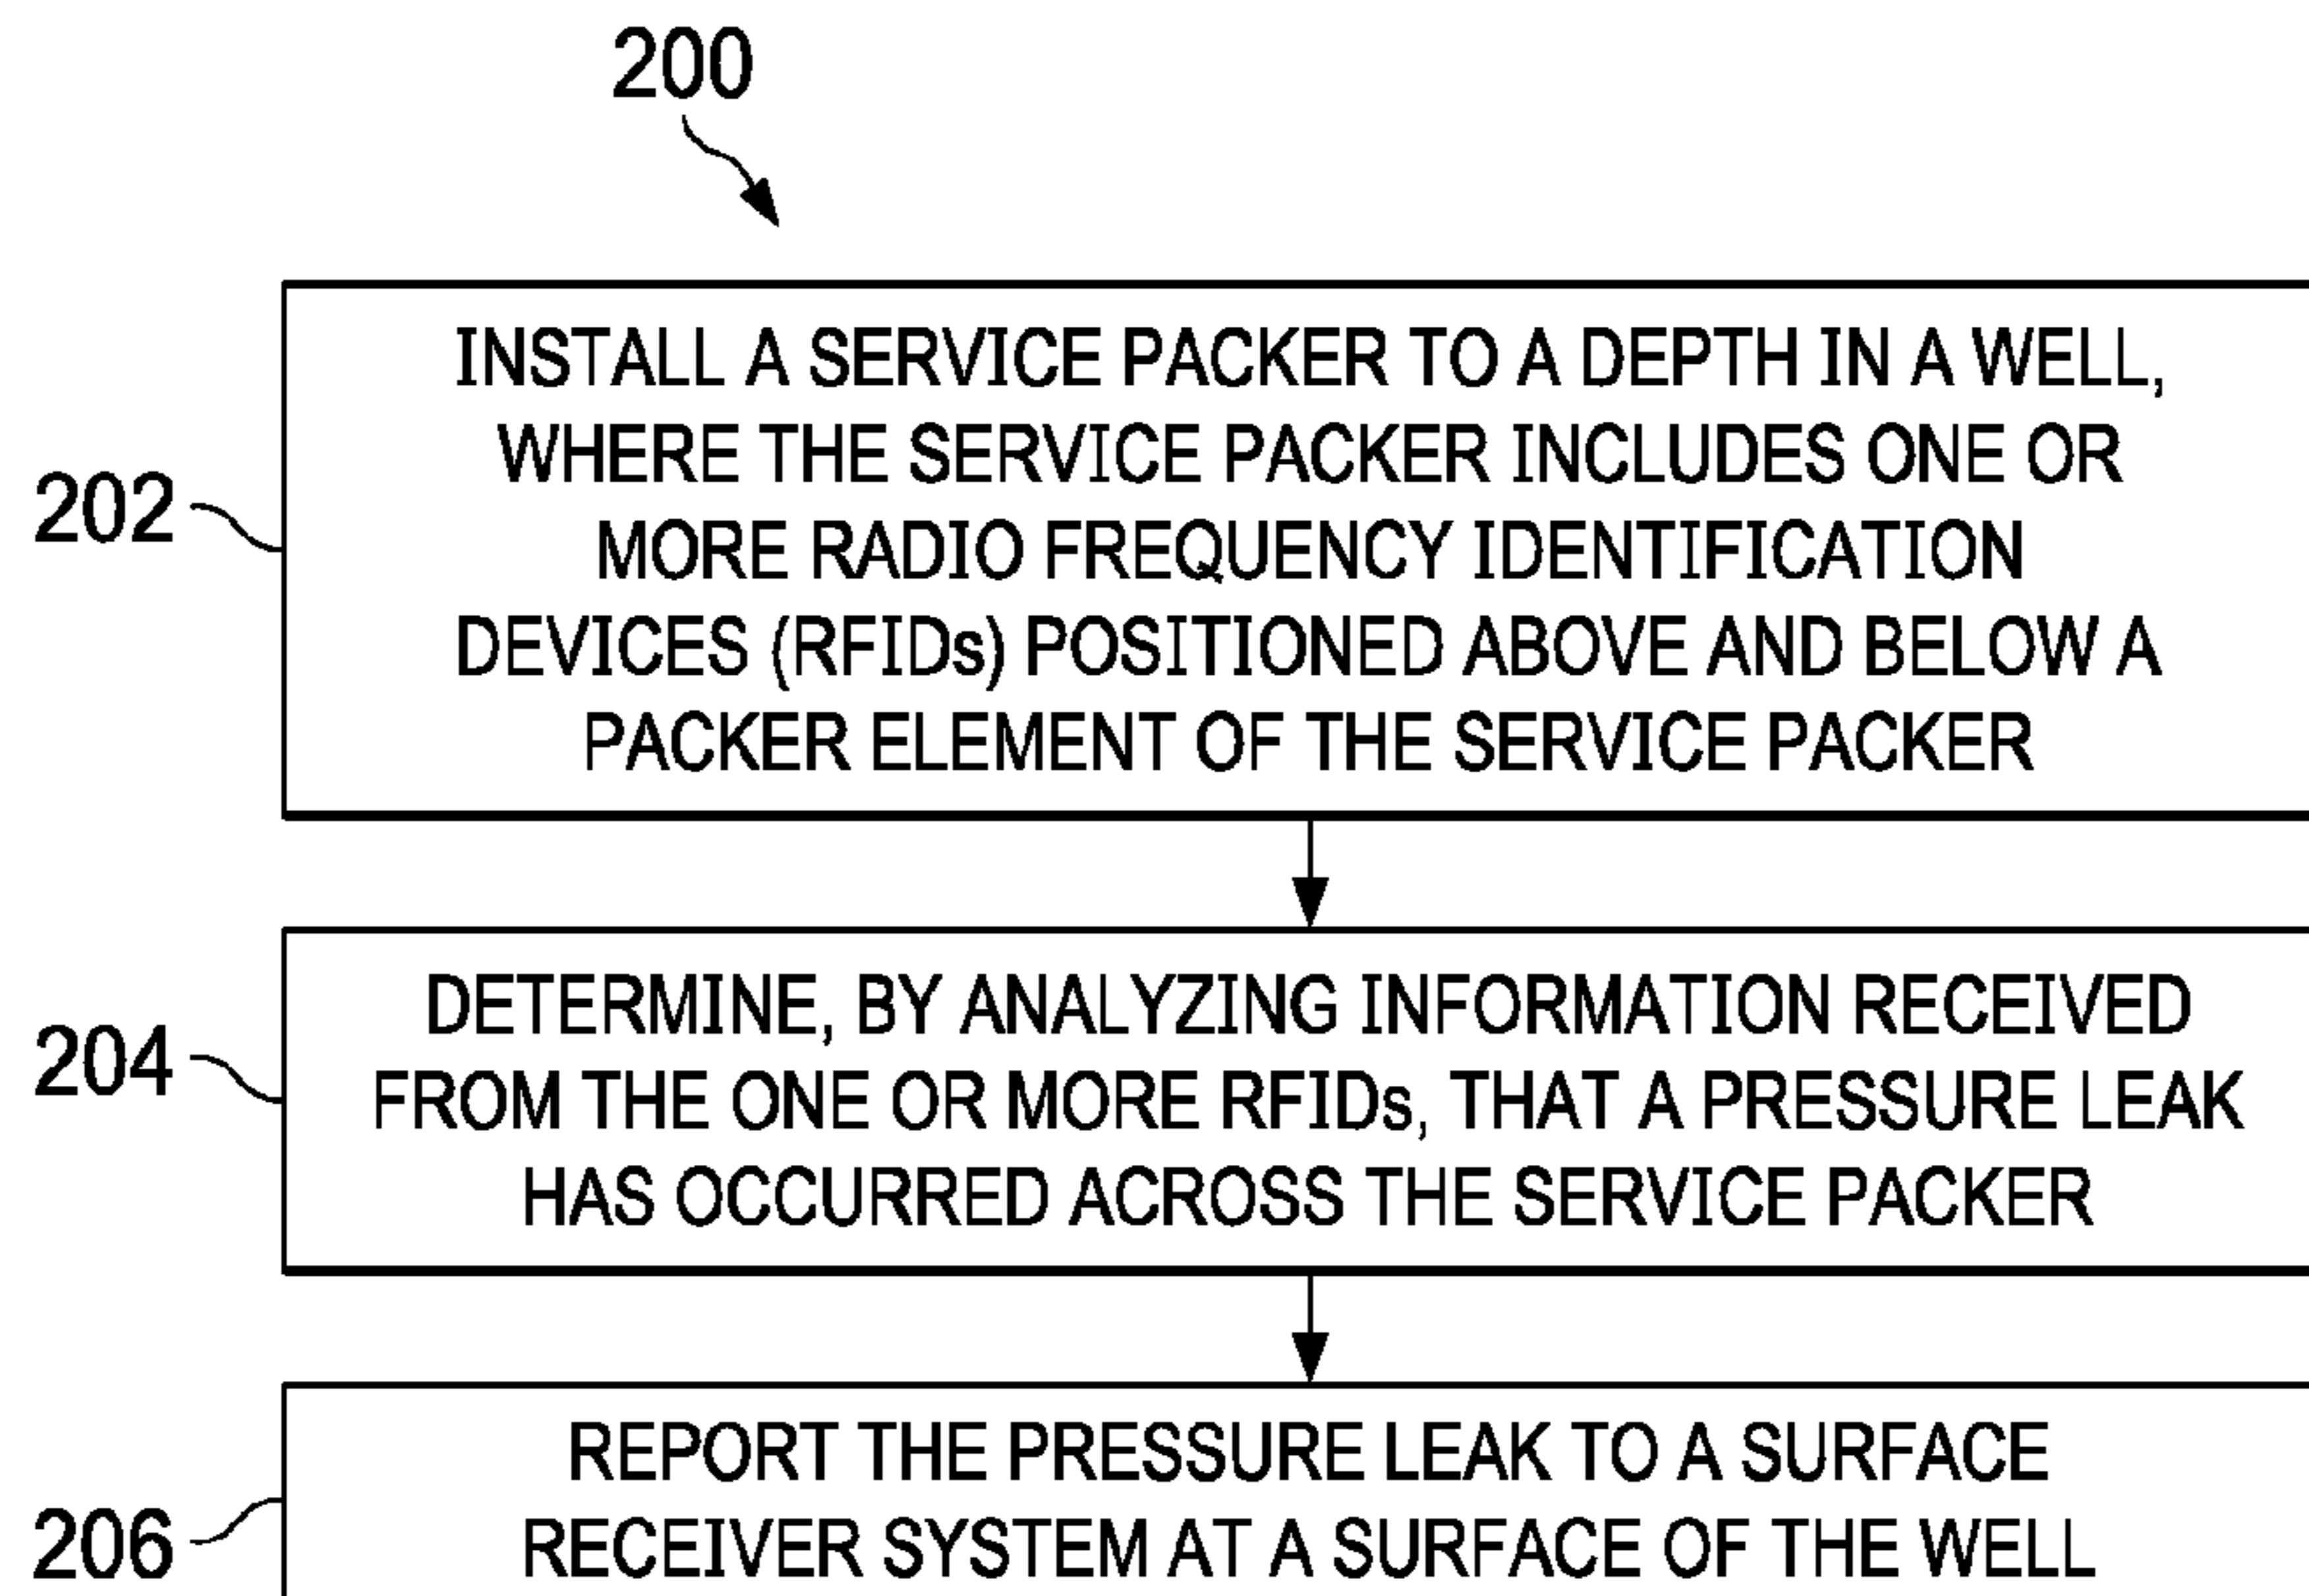 200
202
INSTALL A SERVICE PACKER TO A DEPTH IN A WELL,
WHERE THE SERVICE PACKER INCLUDES ONE OR
MORE RADIO FREQUENCY IDENTIFICATION
DEVICES (RFIDs) POSITIONED ABOVE AND BELOW A
PACKER ELEMENT OF THE SERVICE PACKER
204
DETERMINE, BY ANALYZING INFORMATION RECEIVED
FROM THE ONE OR MORE RFIDs, THAT A PRESSURE LEAK
HAS OCCURRED ACROSS THE SERVICE PACKER
206
REPORT THE PRESSURE LEAK TO A SURFACE
RECEIVER SYSTEM AT A SURFACE OF THE WELL